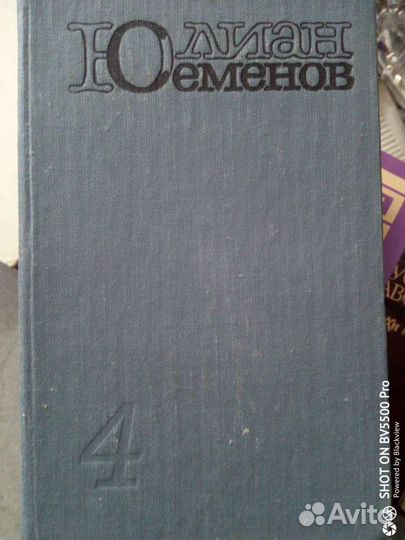 Юлиан
Семенов
4
SHOT ON BV5500 Pro
Powered by Blackview
Avito